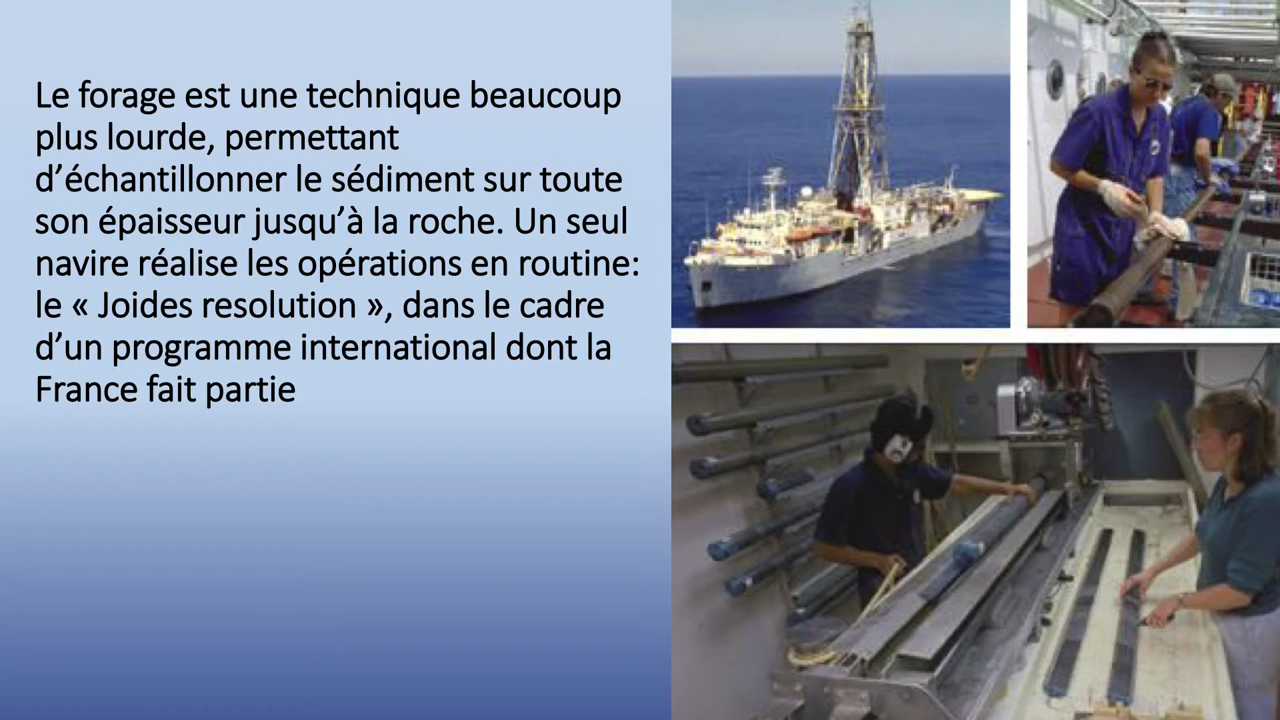 Le forage est une technique beaucoup
plus lourde, permettant
d’échantillonner le sédiment sur toute
son épaisseur jusqu’à la roche. Un seul
navire réalise les opérations en routine:
le « Joides resolution », dans le cadre
d’un programme international dont la
France fait partie